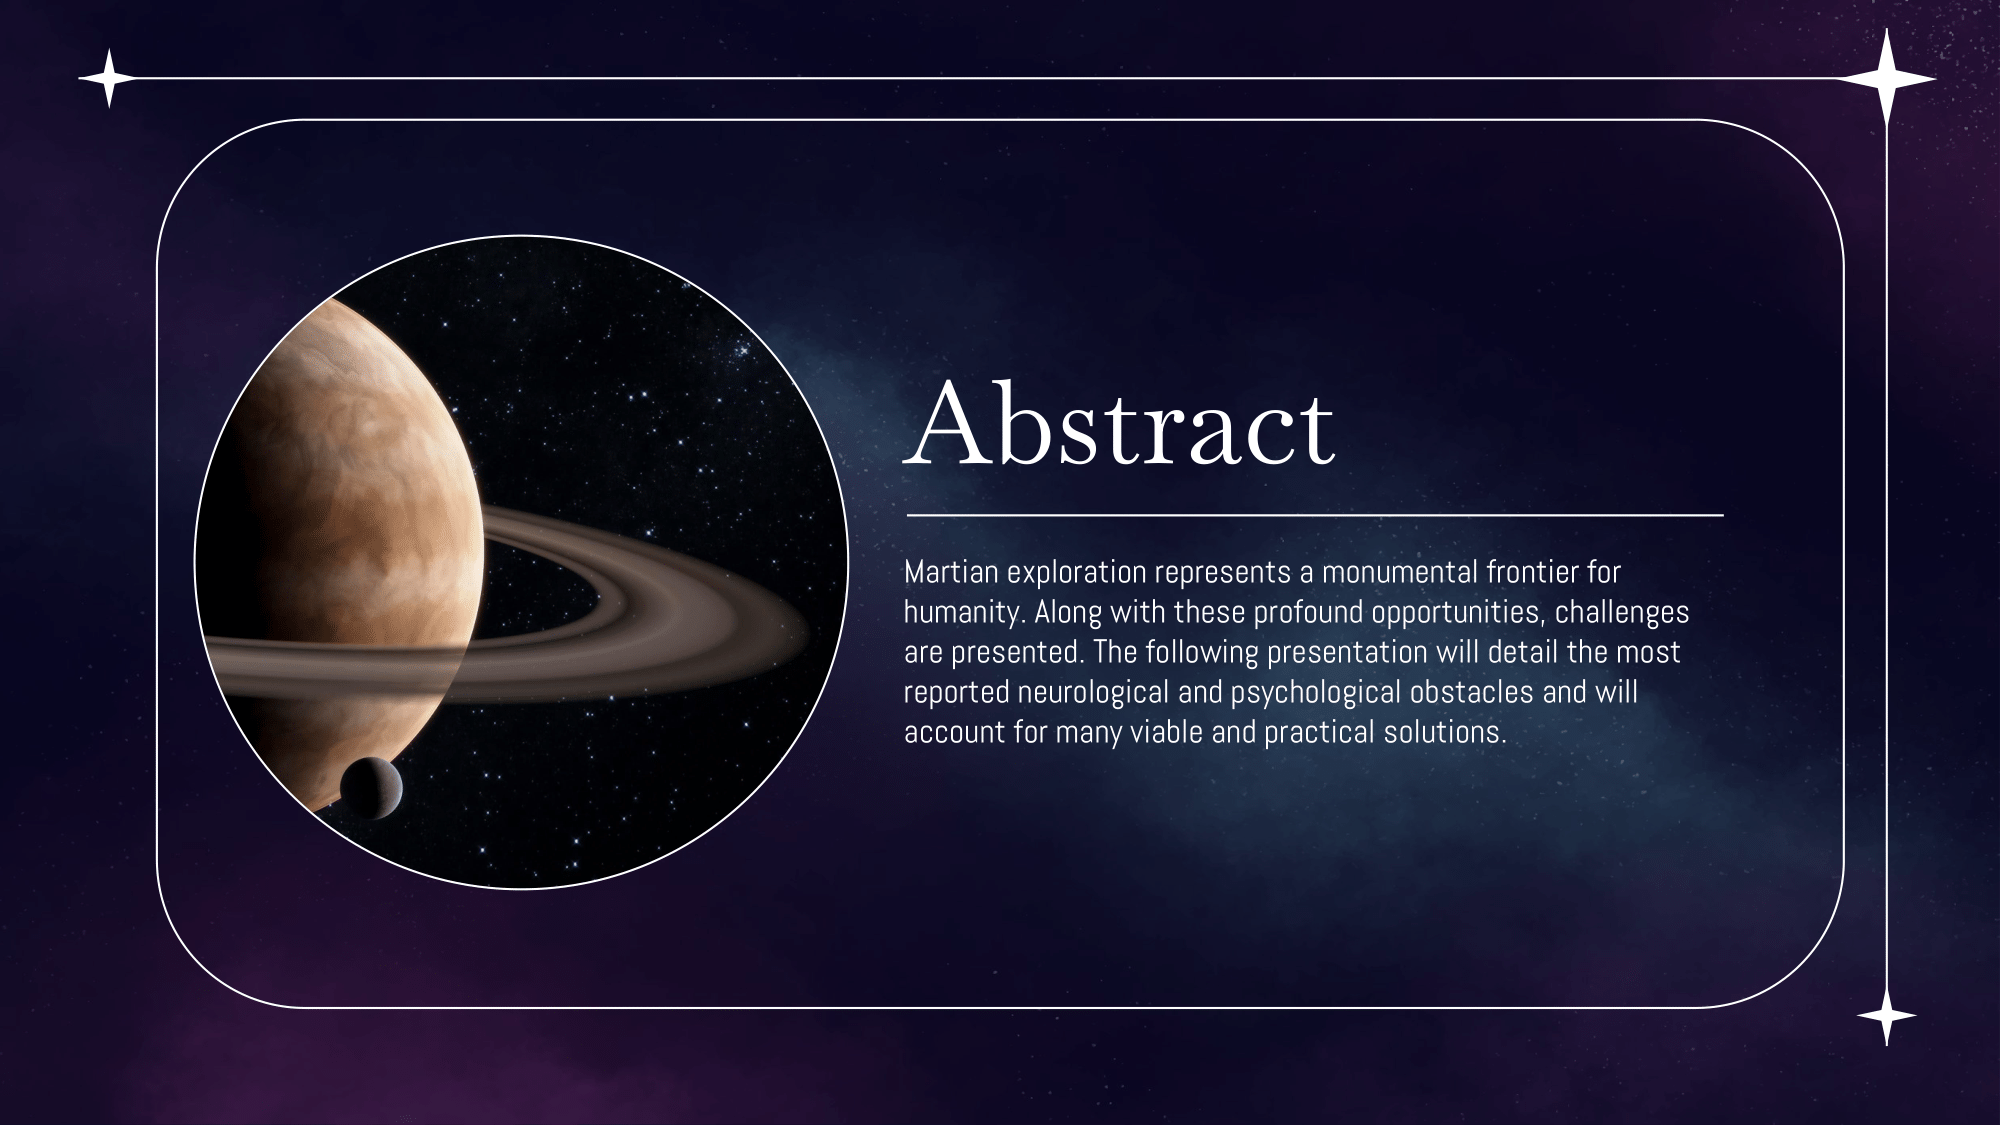 Abstract
Martian exploration represents a monumental frontier for
humanity. Along with these profound opportunities, challenges
are presented. The following presentation will detail the most
reported neurological and psychological obstacles and will
account for many viable and practical solutions.